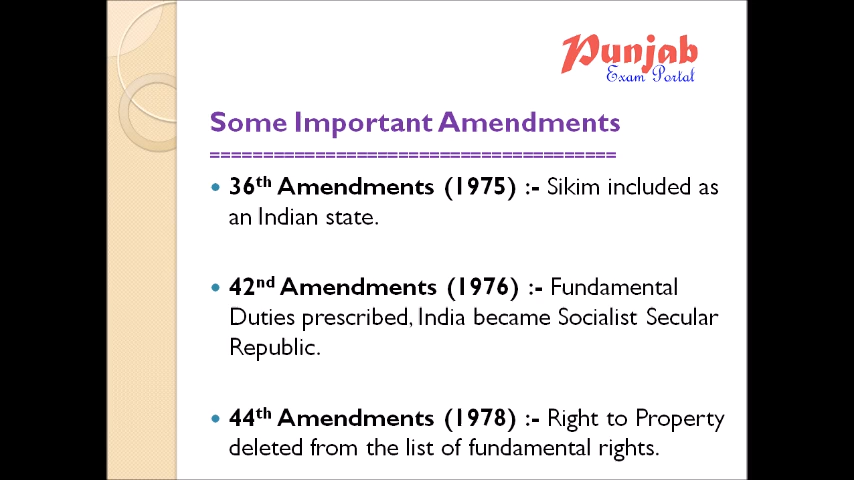 Punjab
Exam Portal
Some Important Amendments
======================================
• 36th Amendments (1975) :- Sikim included as
an Indian state.
• 42nd Amendments (1976) :- Fundamental
Duties prescribed, India became Socialist Secular
Republic.
• 44th Amendments (1978) :- Right to Property
deleted from the list of fundamental rights.